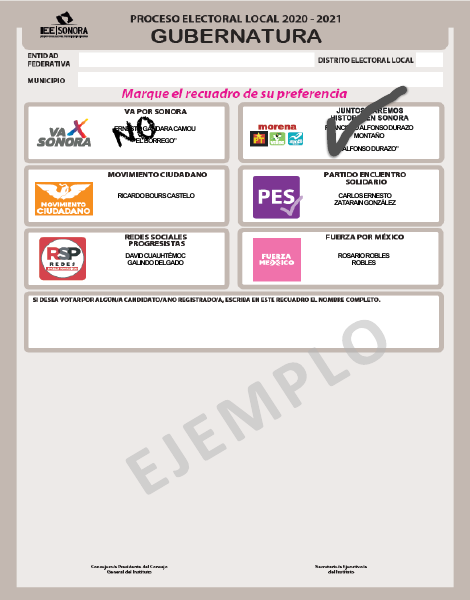 IEE|SONORA
PROCESO ELECTORAL LOCAL 2020 - 2021
GUBERNATURA
ENTIDAD
FEDERATIVA
DISTRITO ELECTORAL LOCAL
MUNICIPIO
Marque el recuadro de su preferencia
VA X
SONORA
VA POR SONORA
ERNESTO GÁNDARA CAMOU
"EL BORREGO"
NO
morena
JUNTOS HAREMOS
HISTORIA EN SONORA
FRANCISCO ALFONSO DURAZO
MONTAÑO
"ALFONSO DURAZO"
MOVIMIENTO
CIUDADANO
MOVIMIENTO CIUDADANO
RICARDO BOURS CASTELO
PES
PARTIDO ENCUENTRO
SOLIDARIO
CARLOS ERNESTO
ZATARAIN GONZÁLEZ
RSP
REDES
REDES SOCIALES
PROGRESISTAS
DAVID CUAUHTÉMOC
GALINDO DELGADO
FUERZA
MÉXICO
FUERZA POR MÉXICO
ROSARIO ROBLES
ROBLES
SI DESEA VOTAR POR ALGÚN/A CANDIDATO/A NO REGISTRADO/A, ESCRIBA EN ESTE RECUADRO EL NOMBRE COMPLETO.
EJEMPLO
Consejero/a Presidente del Consejo
General del Instituto
Secretario/a Ejecutivo/a
del Instituto